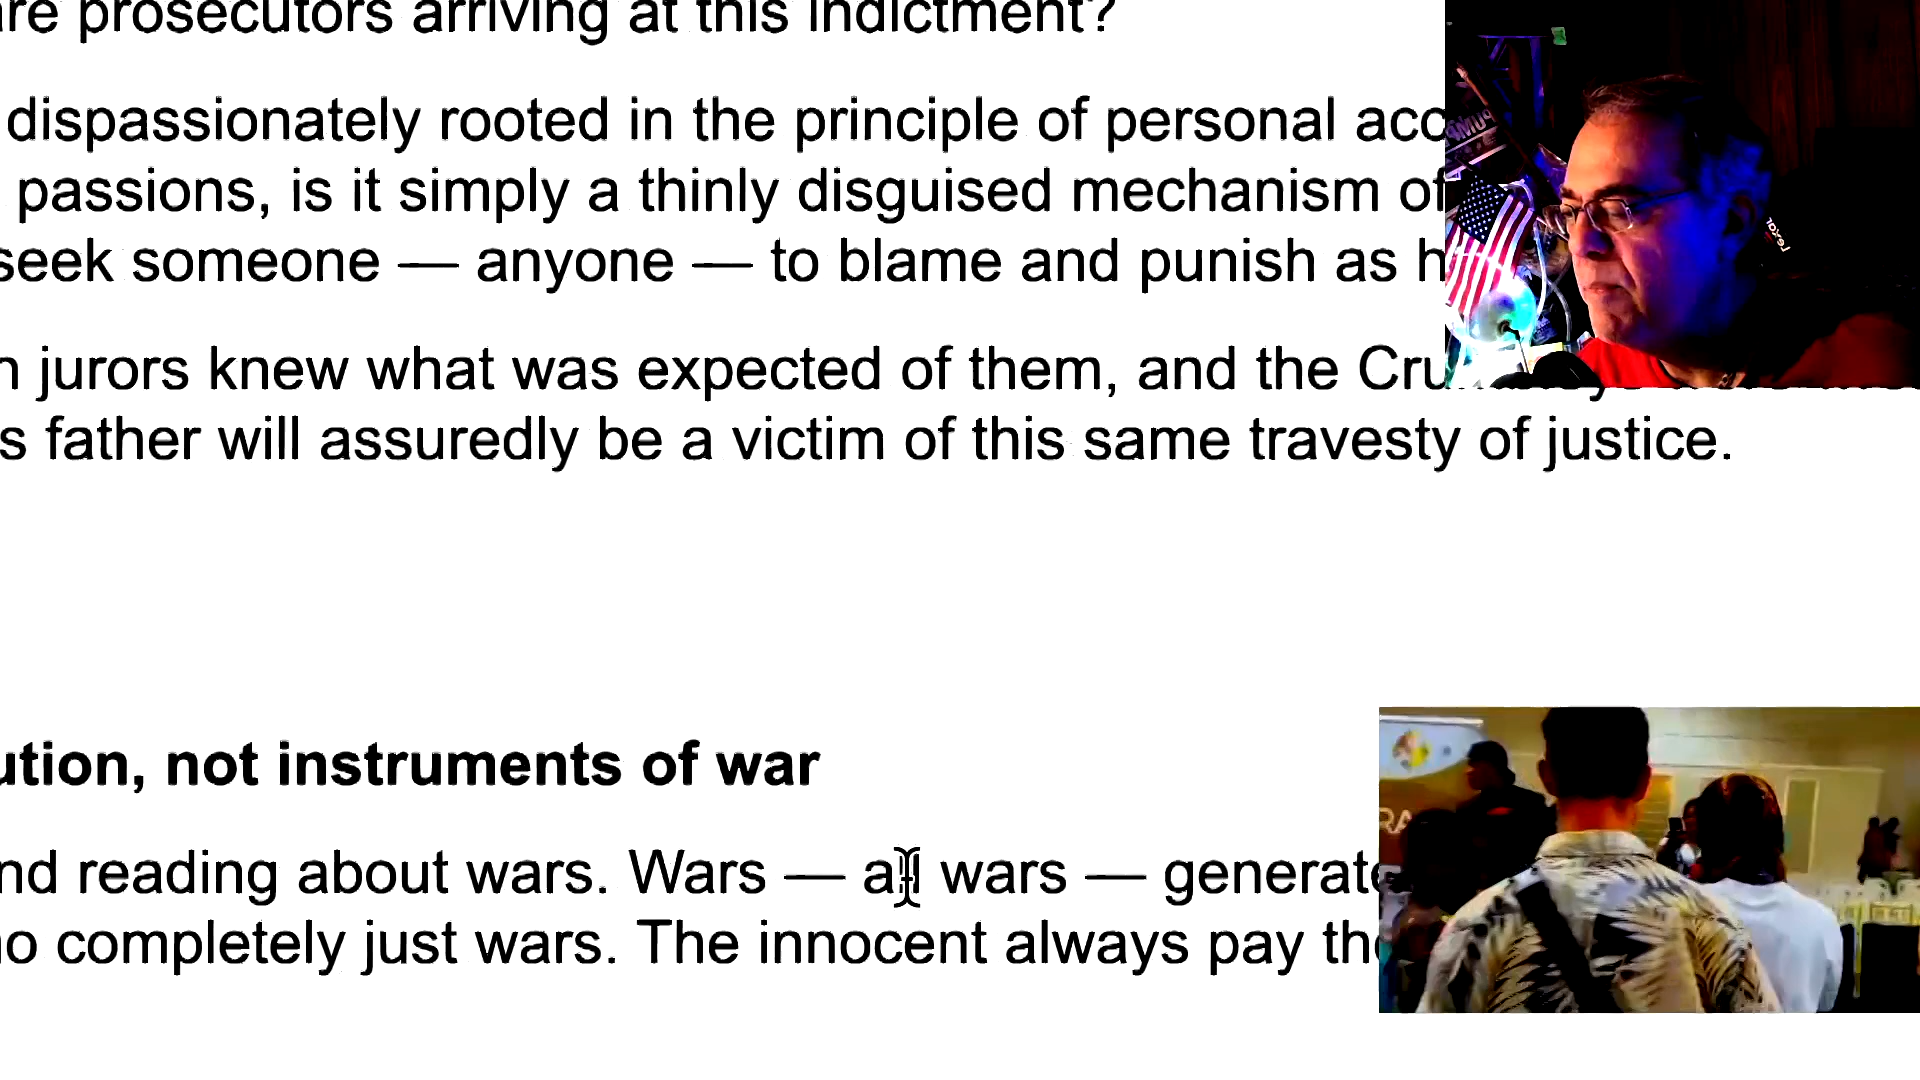 are prosecutors arriving at this indictment?
dispassionately rooted in the principle of personal acc
passions, is it simply a thinly disguised mechanism of
seek someone — anyone — to blame and punish as h
n jurors knew what was expected of them, and the Cru
s father will assuredly be a victim of this same travesty of justice.
ution, not instruments of war
nd reading about wars. Wars — all wars — generate
no completely just wars. The innocent always pay the